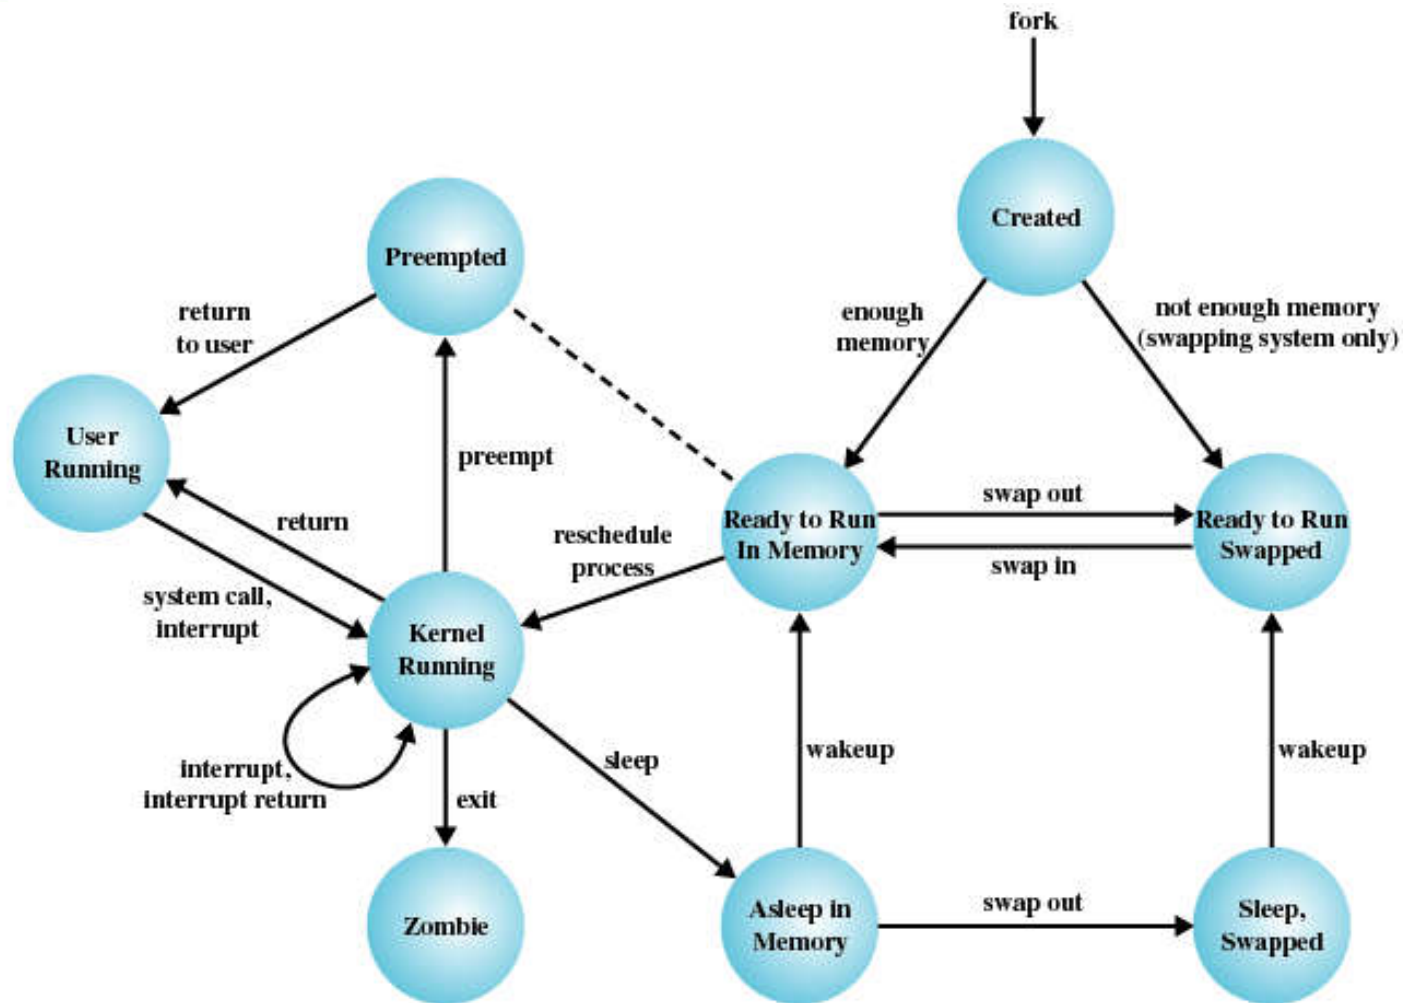 fork
Created
Preempted
return
to user
enough
memory
not enough memory
(swapping system only)
User
Running
preempt
return
reschedule
process
Ready to Run
In Memory
swap out
swap in
Ready to Run
Swapped
system call,
interrupt
Kernel
Running
interrupt,
interrupt return
exit
sleep
wakeup
wakeup
Zombie
Asleep in
Memory
swap out
Sleep,
Swapped